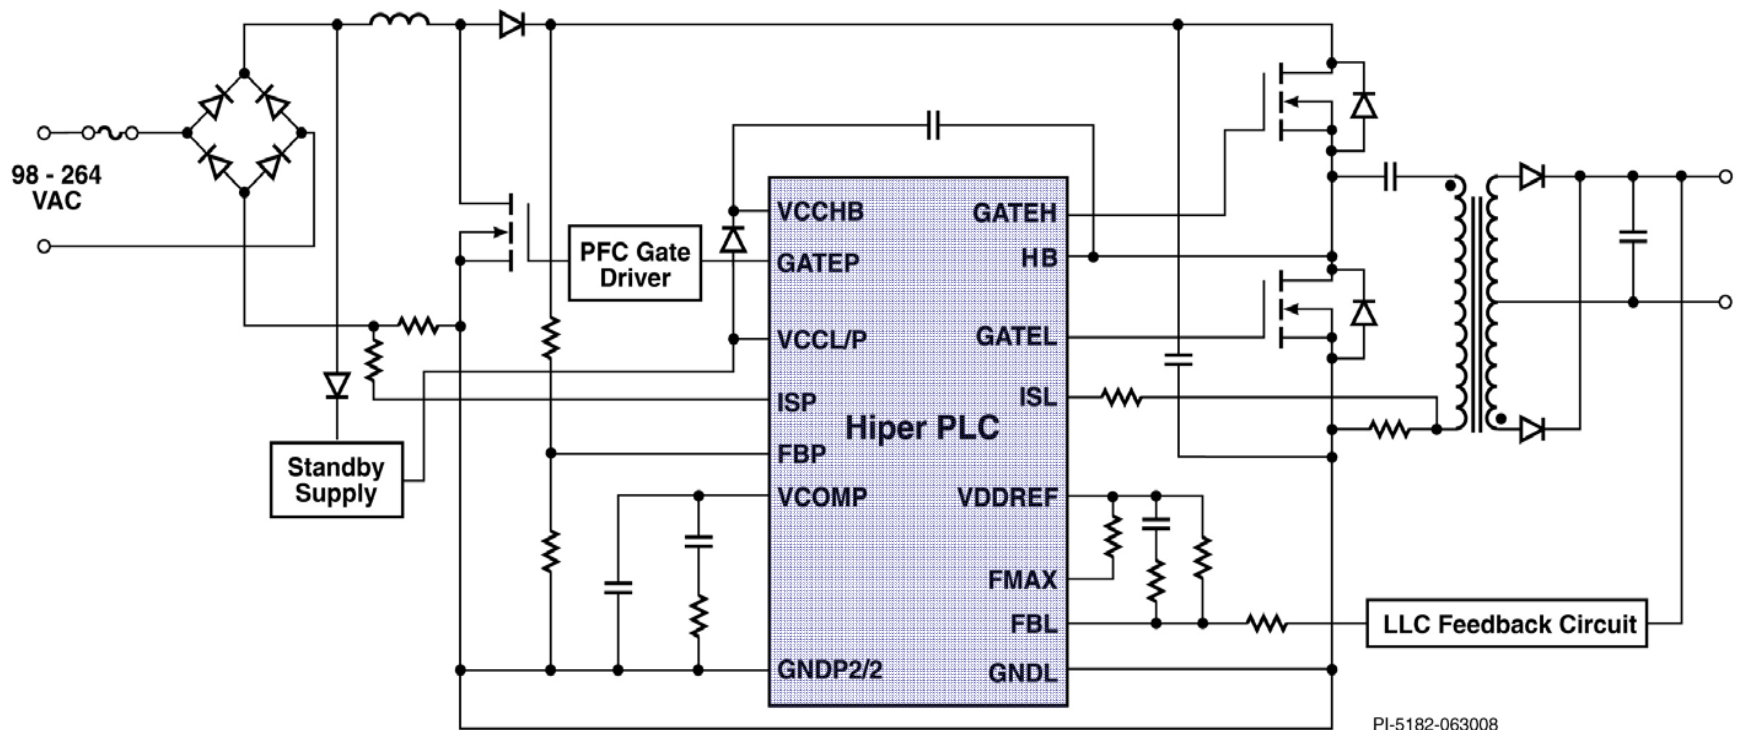 98 - 264
VAC
PFC Gate
Driver
Standby
Supply
VCCHB
GATEP
VCCL/P
ISP
FBP
VCOMP
GNDP2/2
Hiper PLC
GATEH
HB
GATEL
ISL
VDDREF
FMAX
FBL
GNDL
LLC Feedback Circuit
PI-5182-063008